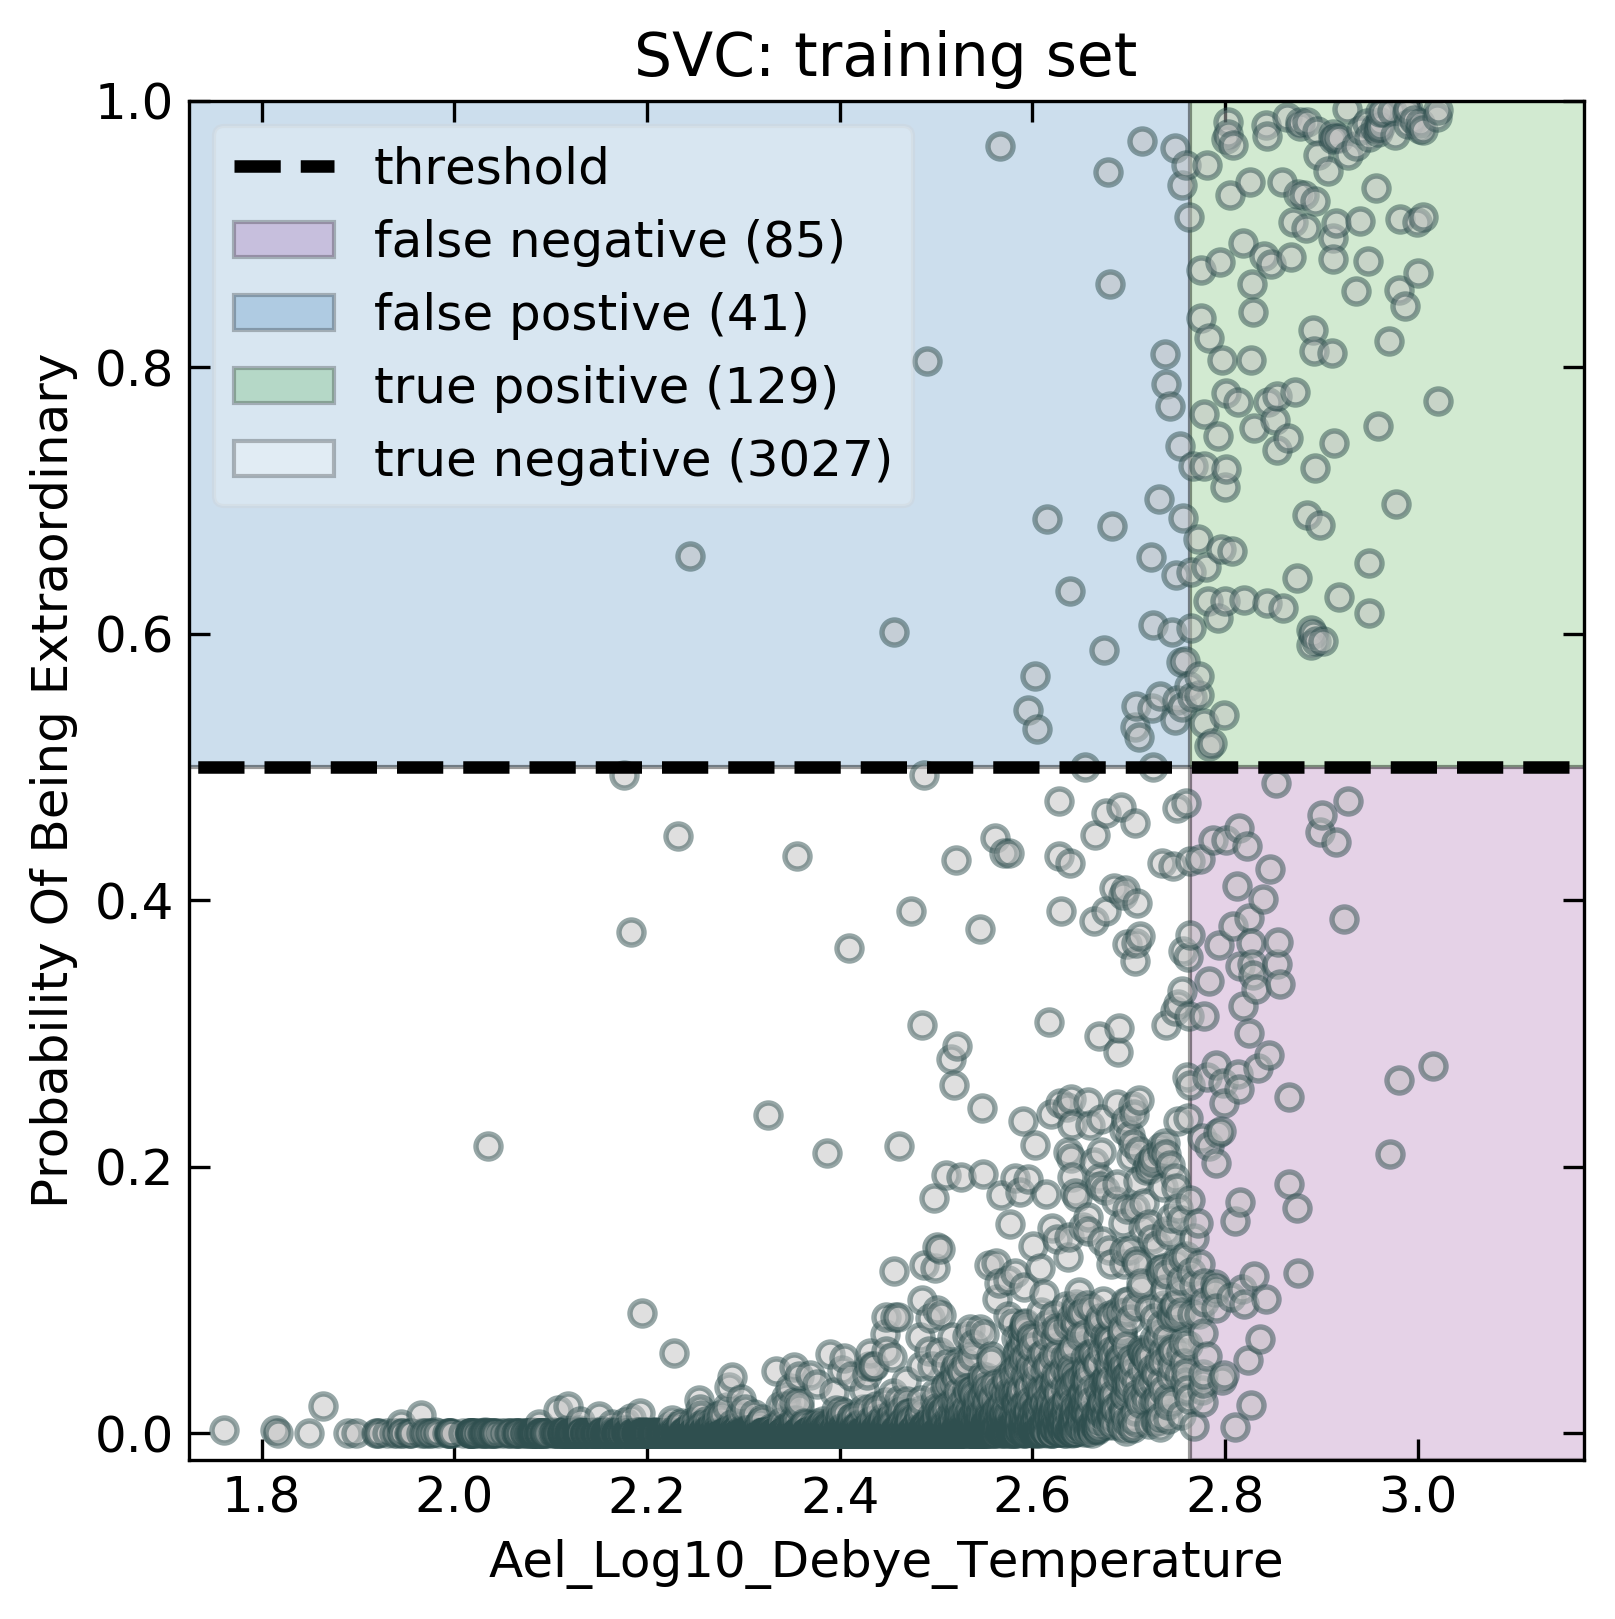 SVC: training set
1.0
0.8
0.6
0.4
0.2
0.0
Probability Of Being Extraordinary
threshold
false negative (85)
false postive (41)
true positive (129)
true negative (3027)
1.8 2.0 2.2 2.4 2.6 2.8 3.0
Ael_Log10_Debye_Temperature